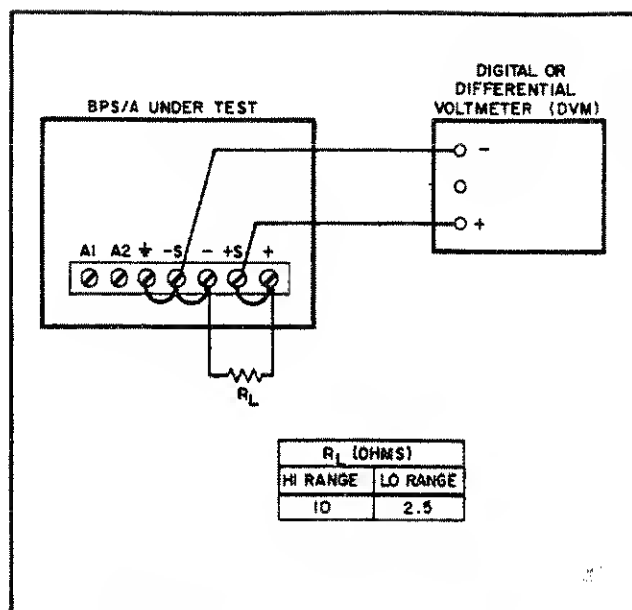 DIGITAL OR
DIFFERENTIAL
VOLTMETER (DVM)
BPS/A UNDER TEST
-
+
A1 A2 ⏚ -S - +S +
RL
RL (OHMS)
HI RANGE LO RANGE
10 2.5